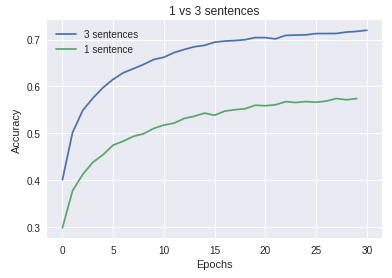 1 vs 3 sentences
3 sentences
1 sentence
Accuracy
0.7
0.6
0.5
0.4
0.3
0 5 10 15 20 25 30
Epochs